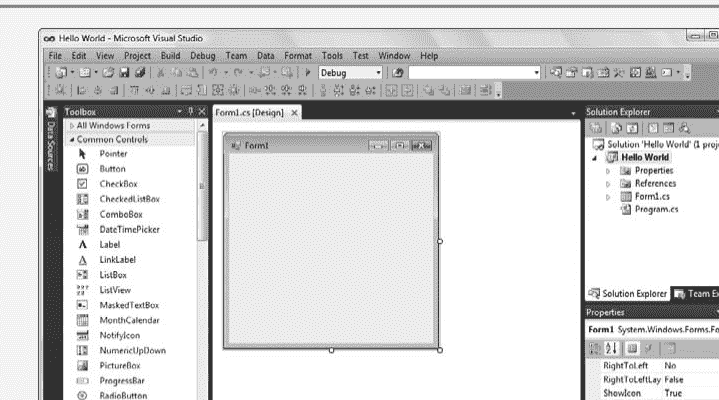 Hello World - Microsoft Visual Studio
File Edit View Project Build Debug Team Data Format Tools Test Window Help
Debug
Data Sources
Toolbox
All Windows Forms
Common Controls
Pointer
Button
CheckBox
CheckedListBox
ComboBox
DateTimePicker
Label
LinkLabel
ListBox
ListView
MaskedTextBox
MonthCalendar
NotifyIcon
NumericUpDown
PictureBox
ProgressBar
RadioButton
Form1.cs [Design]
Form1
Solution Explorer
Solution 'Hello World' (1 proj
Hello World
Properties
References
Form1.cs
Program.cs
Solution Explorer Team Ex
Properties
Form1 System.Windows.Forms.Fo
RightToLeft No
RightToLeftLay False
ShowIcon True